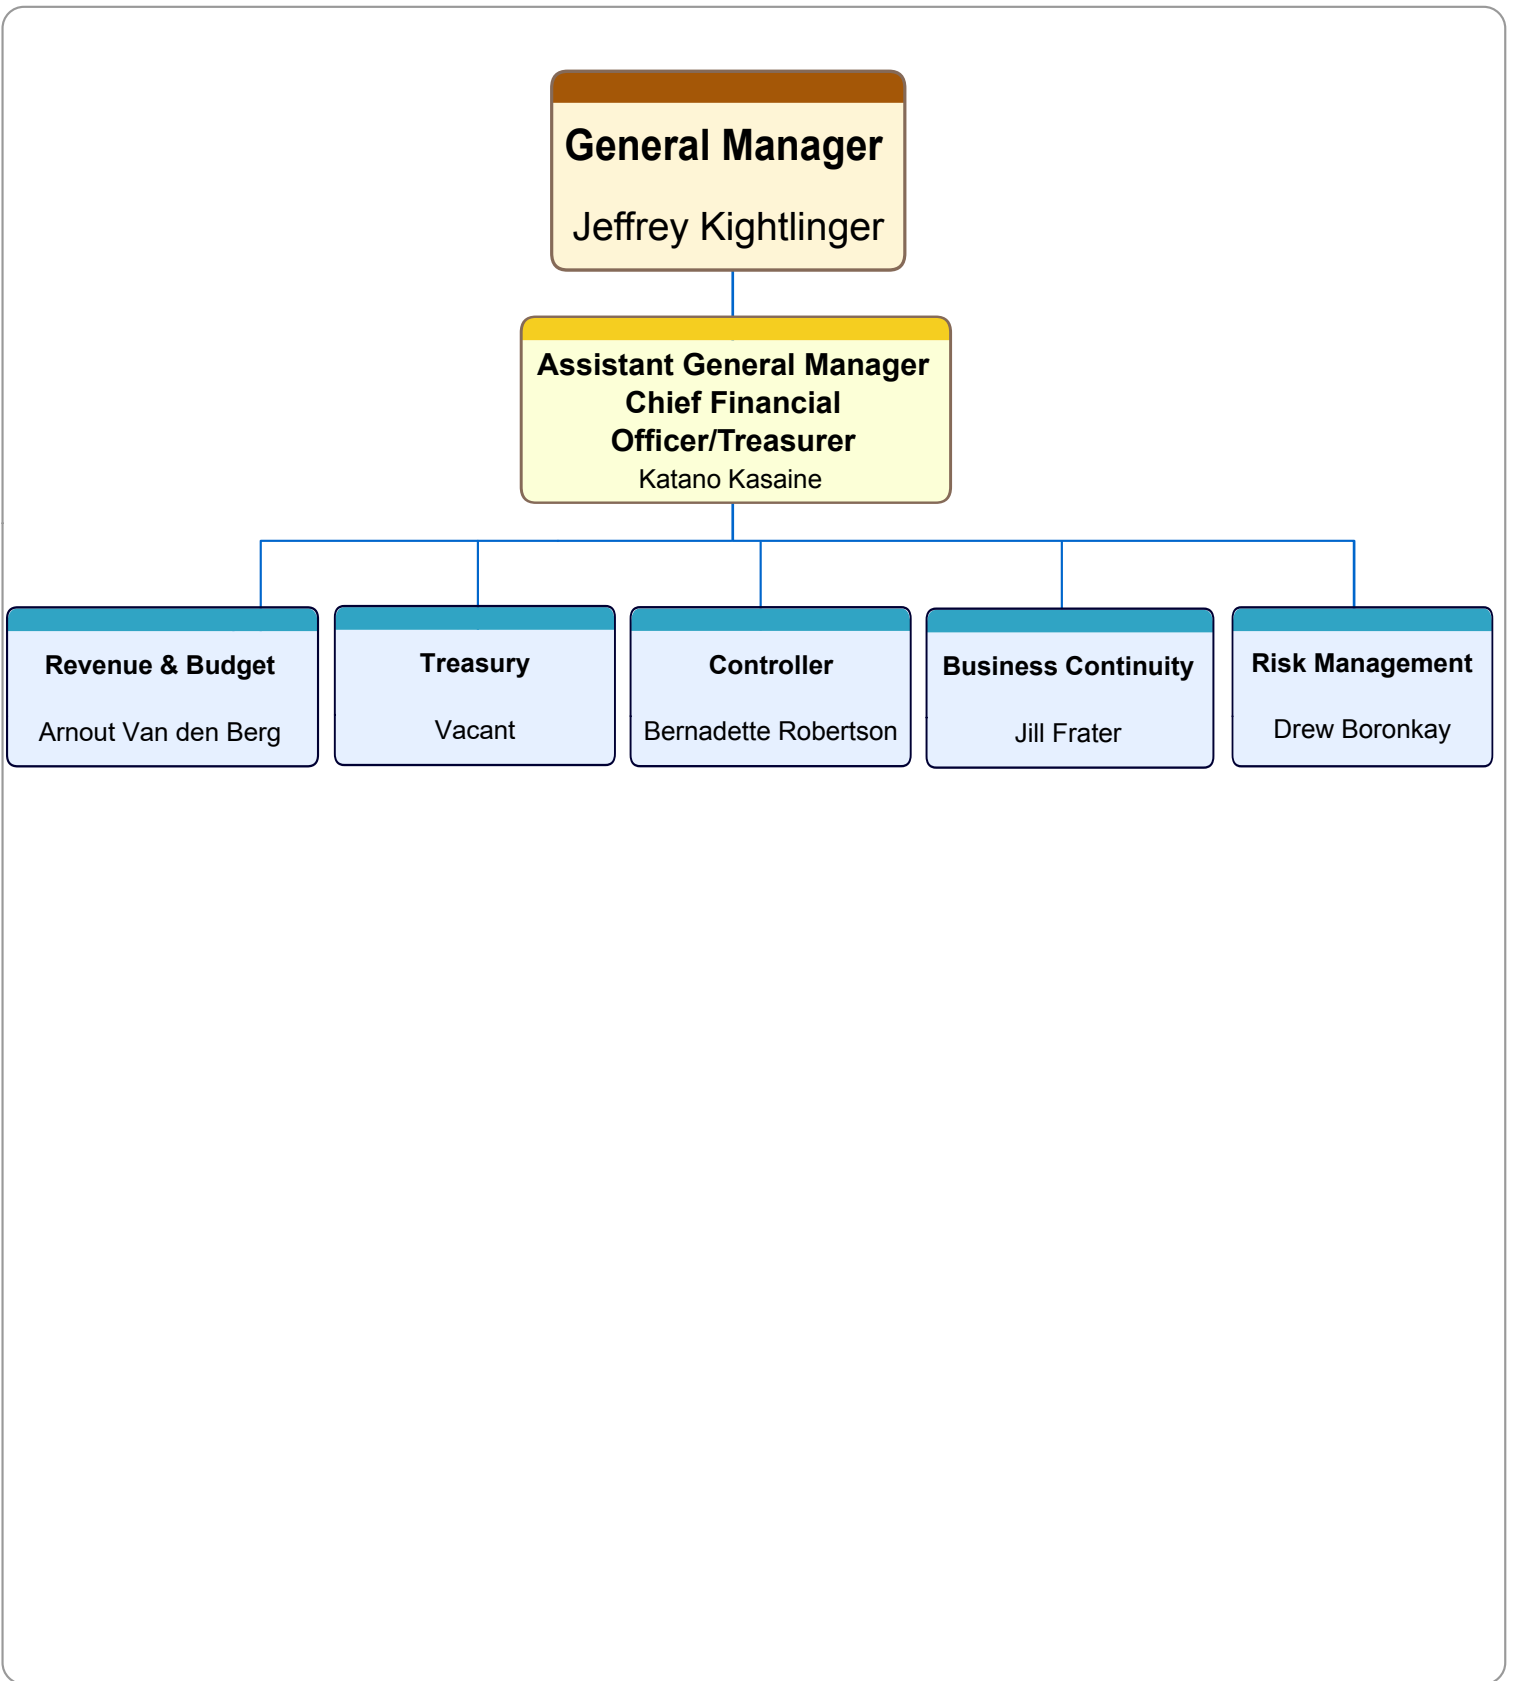 General Manager
Jeffrey Kightlinger
Assistant General Manager
Chief Financial
Officer/Treasurer
Katano Kasaine
Revenue & Budget
Arnout Van den Berg
Treasury
Vacant
Controller
Bernadette Robertson
Business Continuity
Jill Frater
Risk Management
Drew Boronkay